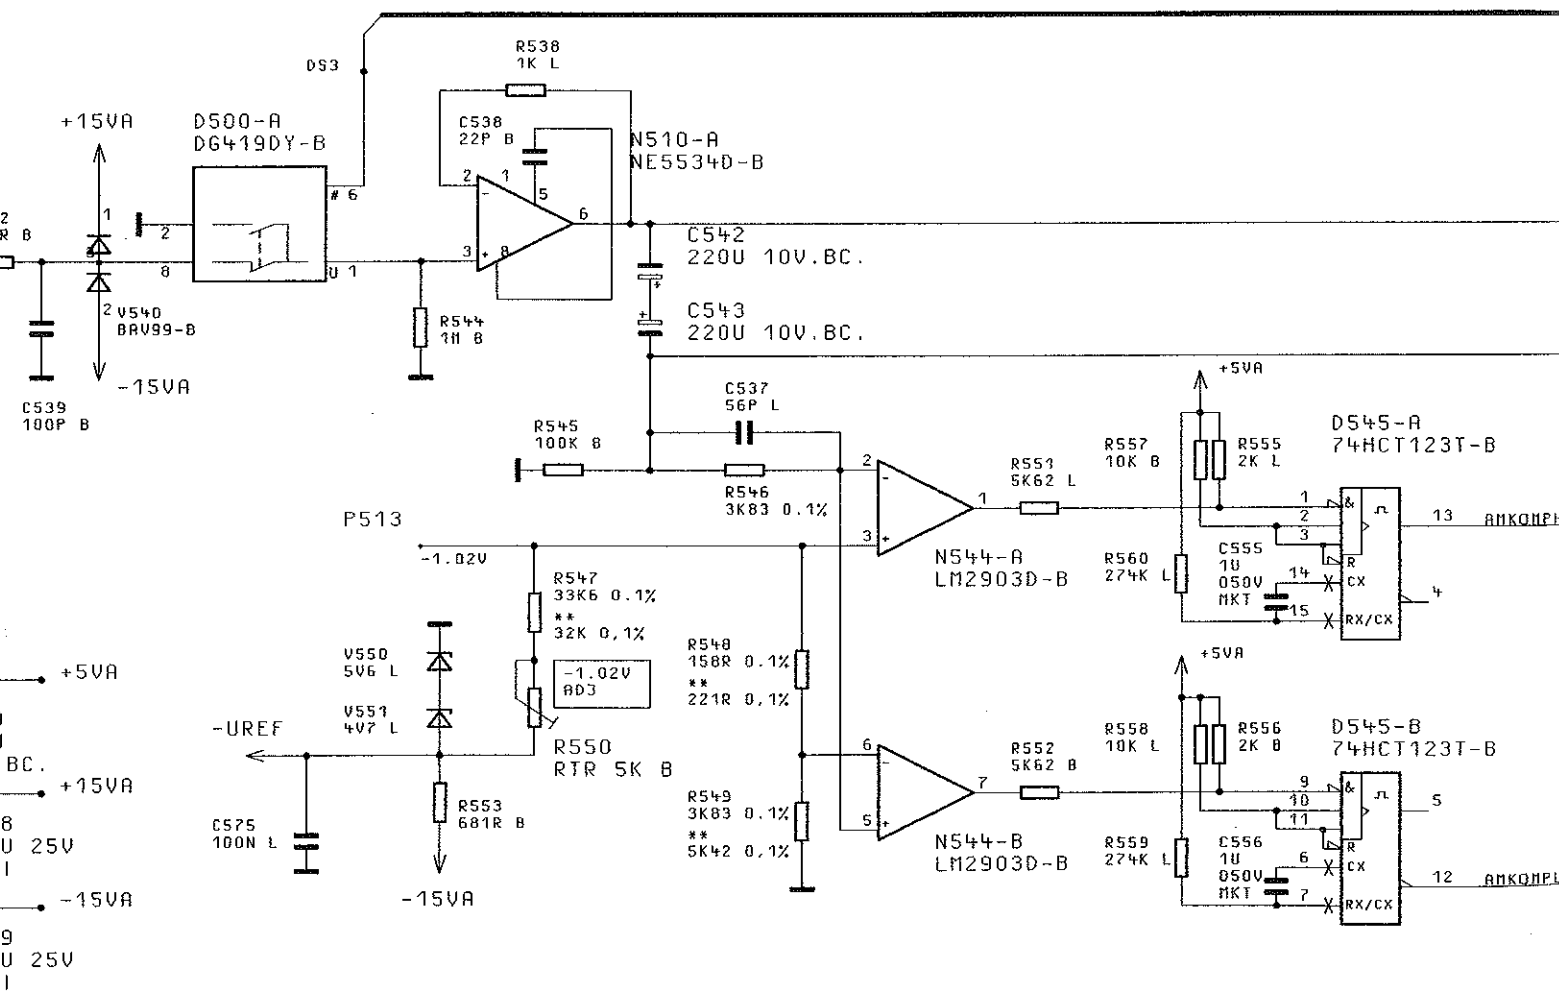 DS3
R538
1K L
+15VA
D500-A
DG419DY-B
C538
22P B
N510-A
NE5534D-B
# 6
2
1
5
6
2
R B
1
2
8
3
8
U 1
3
C542
220U 10V.BC.
C543
220U 10V.BC.
2
V540
BAV99-B
R544
1M B
-15VA
C539
100P B
+5VA
C537
56P L
R545
100K B
R557
10K B
R555
2K L
D545-A
74HCT123T-B
2
R551
5K62 L
R546
3K83 0.1%
1
1
&
2
3
13
AMKOMPH
P513
-1.02V
3
N544-A
LM2903D-B
R560
274K L
C555
1U
050V
MKT
14
15
R
CX
RX/CX
4
R547
33K6 0.1%
**
32K 0,1%
V550
5V6 L
-1.02V
AD3
R548
158R 0.1%
**
221R 0,1%
+5VA
+5VA
V551
4V7 L
-UREF
R550
RTR 5K B
6
R552
5K62 B
R558
10K L
R556
2K B
D545-B
74HCT123T-B
BC.
+15VA
7
9
&
10
11
5
R553
681R B
R549
3K83 0.1%
**
5K42 0,1%
5
N544-B
LM2903D-B
C575
100N L
8
U 25V
R559
274K L
C556
1U
050V
MKT
6
7
R
CX
RX/CX
12
AMKOMPL
-15VA
-15VA
9
U 25V